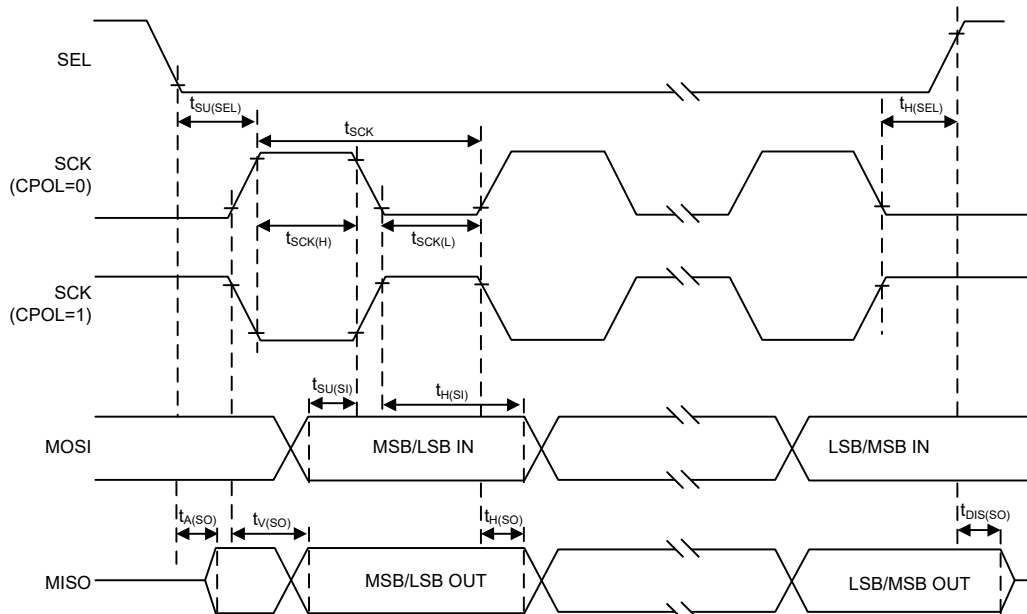 SEL
tSU(SEL)
tH(SEL)
tSCK
SCK
(CPOL=0)
tSCK(H)
tSCK(L)
SCK
(CPOL=1)
tSU(SI)
tH(SI)
MOSI
MSB/LSB IN
LSB/MSB IN
tA(SO)
tV(SO)
tH(SO)
tDIS(SO)
MISO
MSB/LSB OUT
LSB/MSB OUT